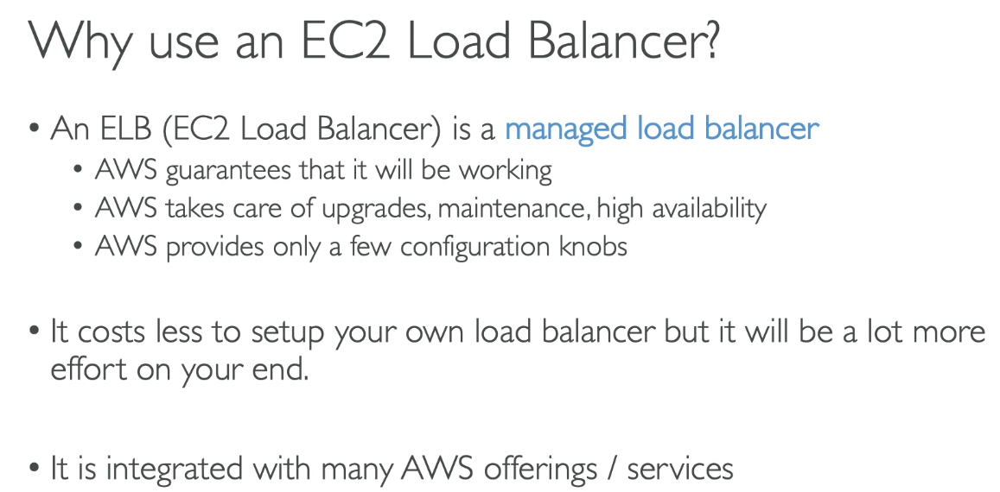 Why use an EC2 Load Balancer?
• An ELB (EC2 Load Balancer) is a managed load balancer
• AWS guarantees that it will be working
• AWS takes care of upgrades, maintenance, high availability
• AWS provides only a few configuration knobs
• It costs less to setup your own load balancer but it will be a lot more
effort on your end.
• It is integrated with many AWS offerings / services